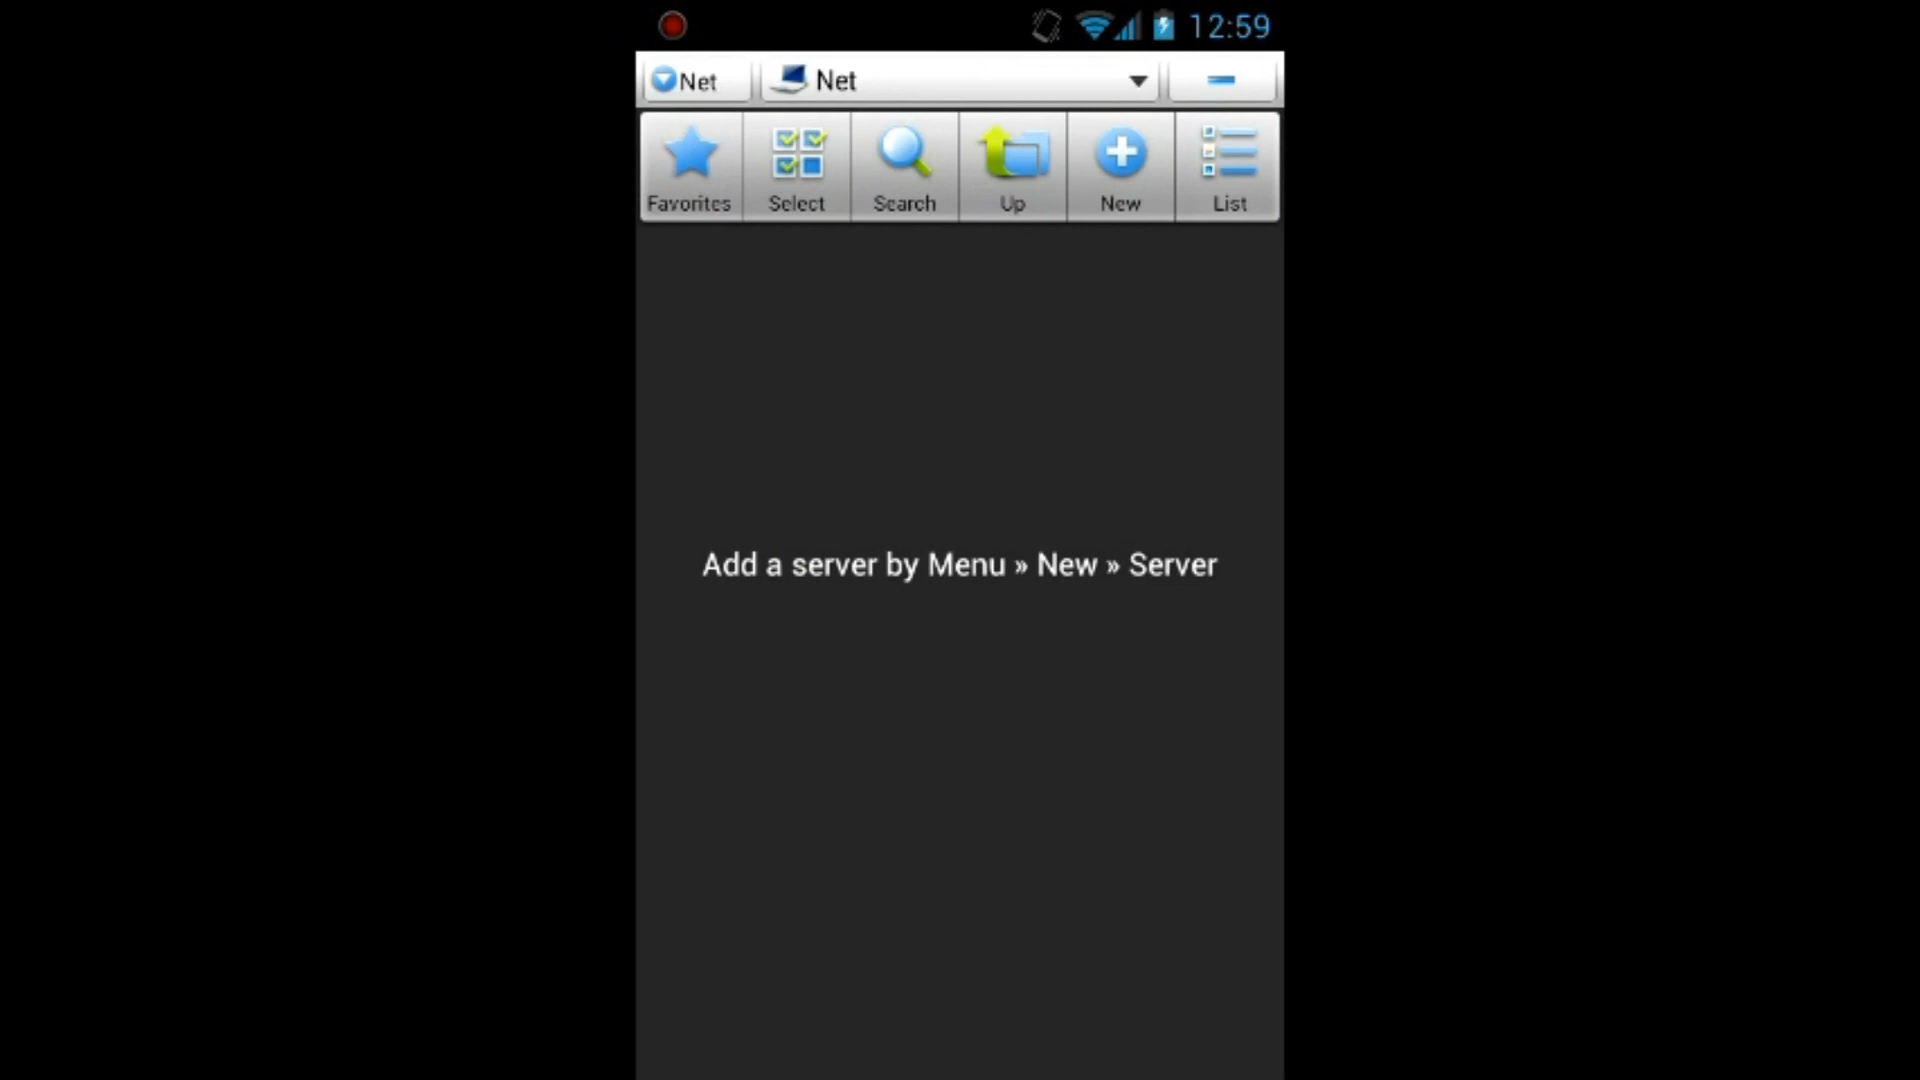 12:59
Net Net
Favorites Select Search Up New List
Add a server by Menu » New » Server